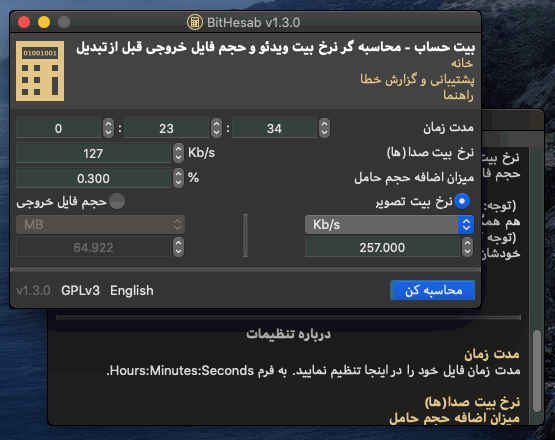 BitHesab v1.3.0
بیت حساب - محاسبه گر نرخ بیت ویدئو و حجم فایل خروجی قبل از تبدیل
خانه
پشتیبانی و گزارش خطا
راهنما
01001001
مدت زمان 0 : 23 : 34
نرخ بیت صدا (ها) 127 Kb/s
میزان اضافه حجم حامل 0.300 %
نرخ بیت تصویر
حجم فایل خروجی
Kb/s
MB
257.000
64.922
محاسبه کن
v1.3.0 GPLv3 English
نرخ بیت
حجم فا
(توجه:
هم همگ
(توجه
خودشان
درباره تنظیمات
مدت زمان
مدت زمان فایل خود را در اینجا تنظیم نمایید. به فرم Hours:Minutes:Seconds.
نرخ بیت صدا (ها)
میزان اضافه حجم حامل